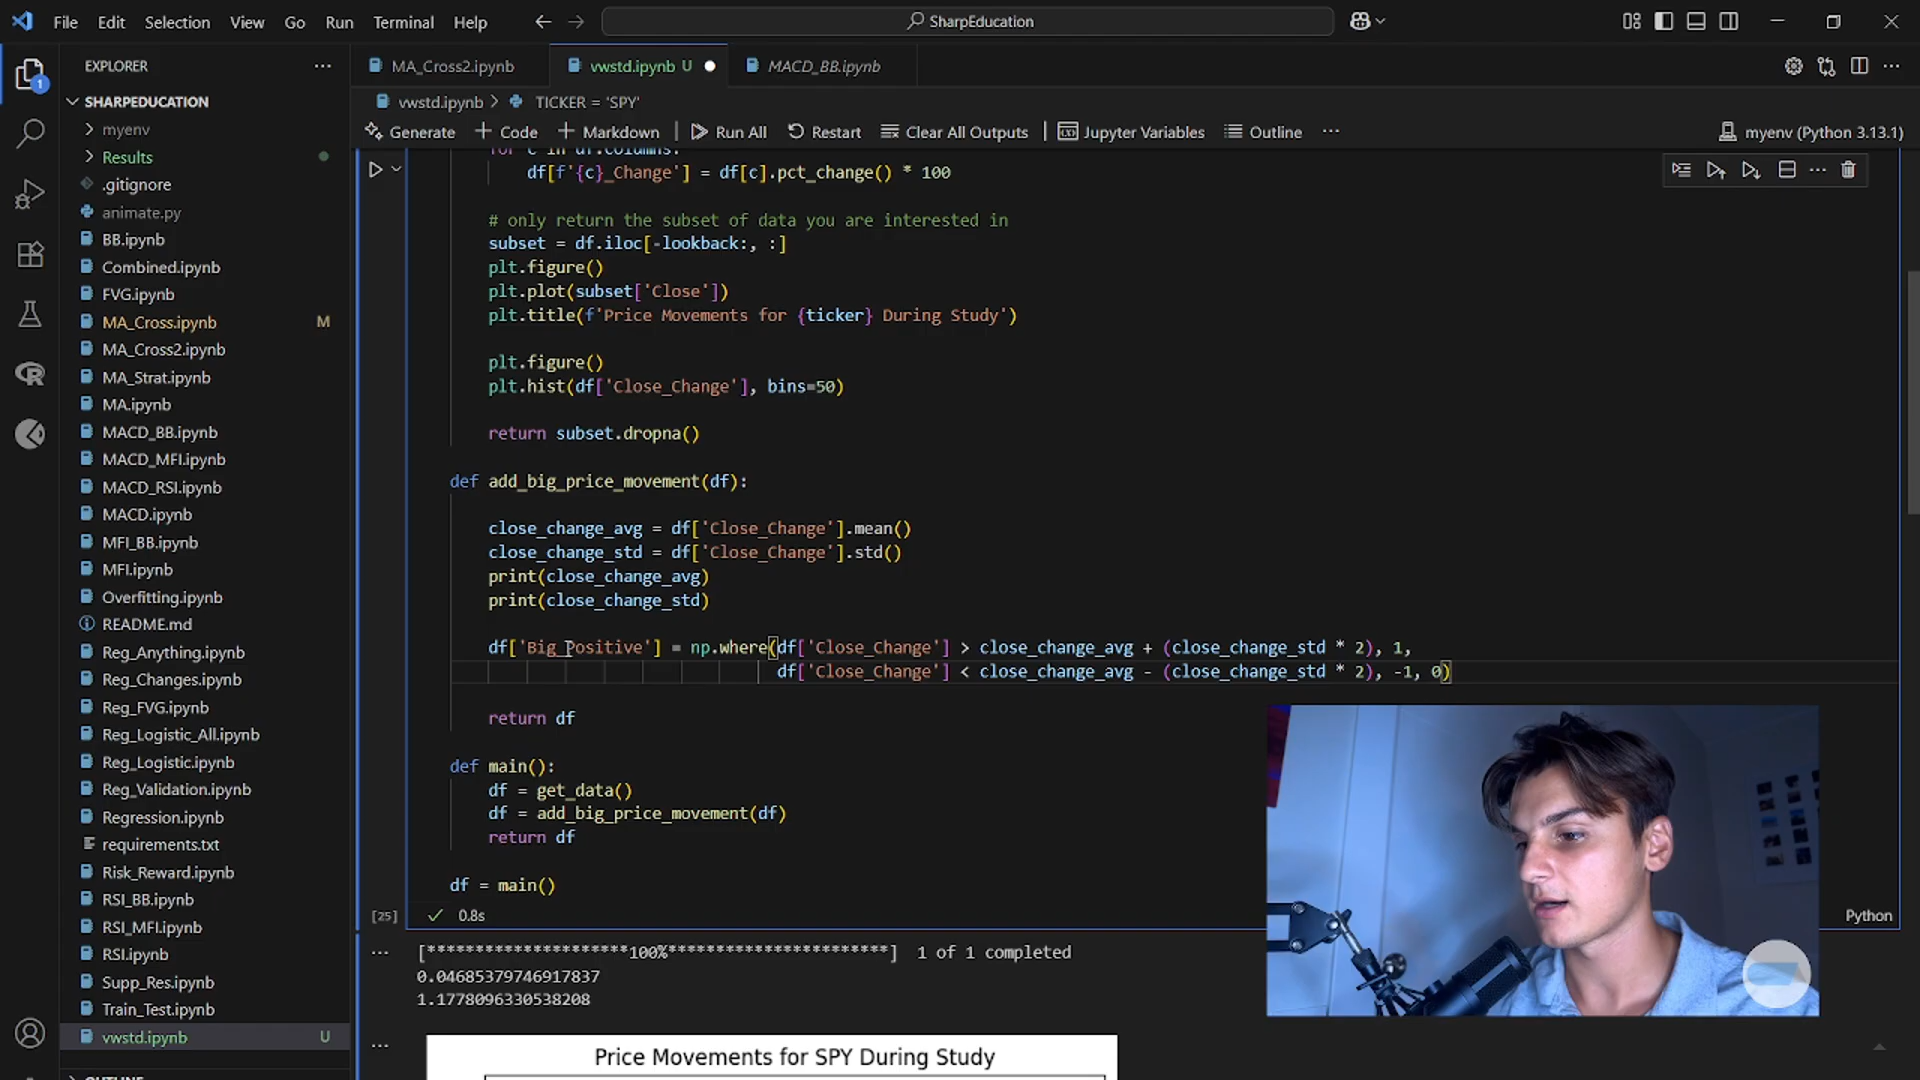 File Edit Selection View Go Run Terminal Help
SharpEducation
EXPLORER
MA_Cross2.ipynb
vwstd.ipynb U
MACD_BB.ipynb
SHARPEDUCATION
vwstd.ipynb > TICKER = 'SPY'
Generate + Code + Markdown Run All Restart Clear All Outputs Jupyter Variables Outline ...
myenv (Python 3.13.1)
1
myenv
Results
.gitignore
animate.py
BB.ipynb
Combined.ipynb
FVG.ipynb
MA_Cross.ipynb M
MA_Cross2.ipynb
MA_Strat.ipynb
MA.ipynb
MACD_BB.ipynb
MACD_MFI.ipynb
MACD_RSI.ipynb
MACD.ipynb
MFI_BB.ipynb
MFI.ipynb
Overfitting.ipynb
README.md
Reg_Anything.ipynb
Reg_Changes.ipynb
Reg_FVG.ipynb
Reg_Logistic_All.ipynb
Reg_Logistic.ipynb
Reg_Validation.ipynb
Regression.ipynb
requirements.txt
Risk_Reward.ipynb
RSI_BB.ipynb
RSI_MFI.ipynb
RSI.ipynb
Supp_Res.ipynb
Train_Test.ipynb
vwstd.ipynb U
OUTLINE
for c in df.columns:
df[f'{c}_Change'] = df[c].pct_change() * 100
# only return the subset of data you are interested in
subset = df.iloc[-lookback:, :]
plt.figure()
plt.plot(subset['Close'])
plt.title(f'Price Movements for {ticker} During Study')
plt.figure()
plt.hist(df['Close_Change'], bins=50)
return subset.dropna()
def add_big_price_movement(df):
close_change_avg = df['Close_Change'].mean()
close_change_std = df['Close_Change'].std()
print(close_change_avg)
print(close_change_std)
df['Big_Positive'] = np.where(df['Close_Change'] > close_change_avg + (close_change_std * 2), 1,
df['Close_Change'] < close_change_avg - (close_change_std * 2), -1, 0)
return df
def main():
df = get_data()
df = add_big_price_movement(df)
return df
df = main()
[25] 0.8s
Python
[*********************100%***********************] 1 of 1 completed
0.04685379746917837
1.1778096330538208
Price Movements for SPY During Study